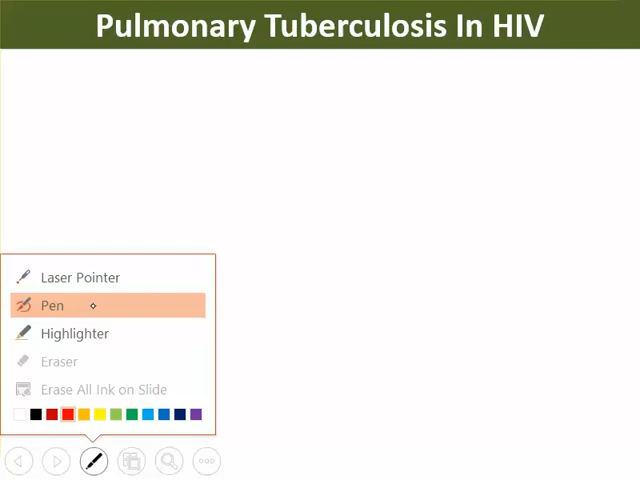 Pulmonary Tuberculosis In HIV
Laser Pointer
Pen
Highlighter
Eraser
Erase All Ink on Slide